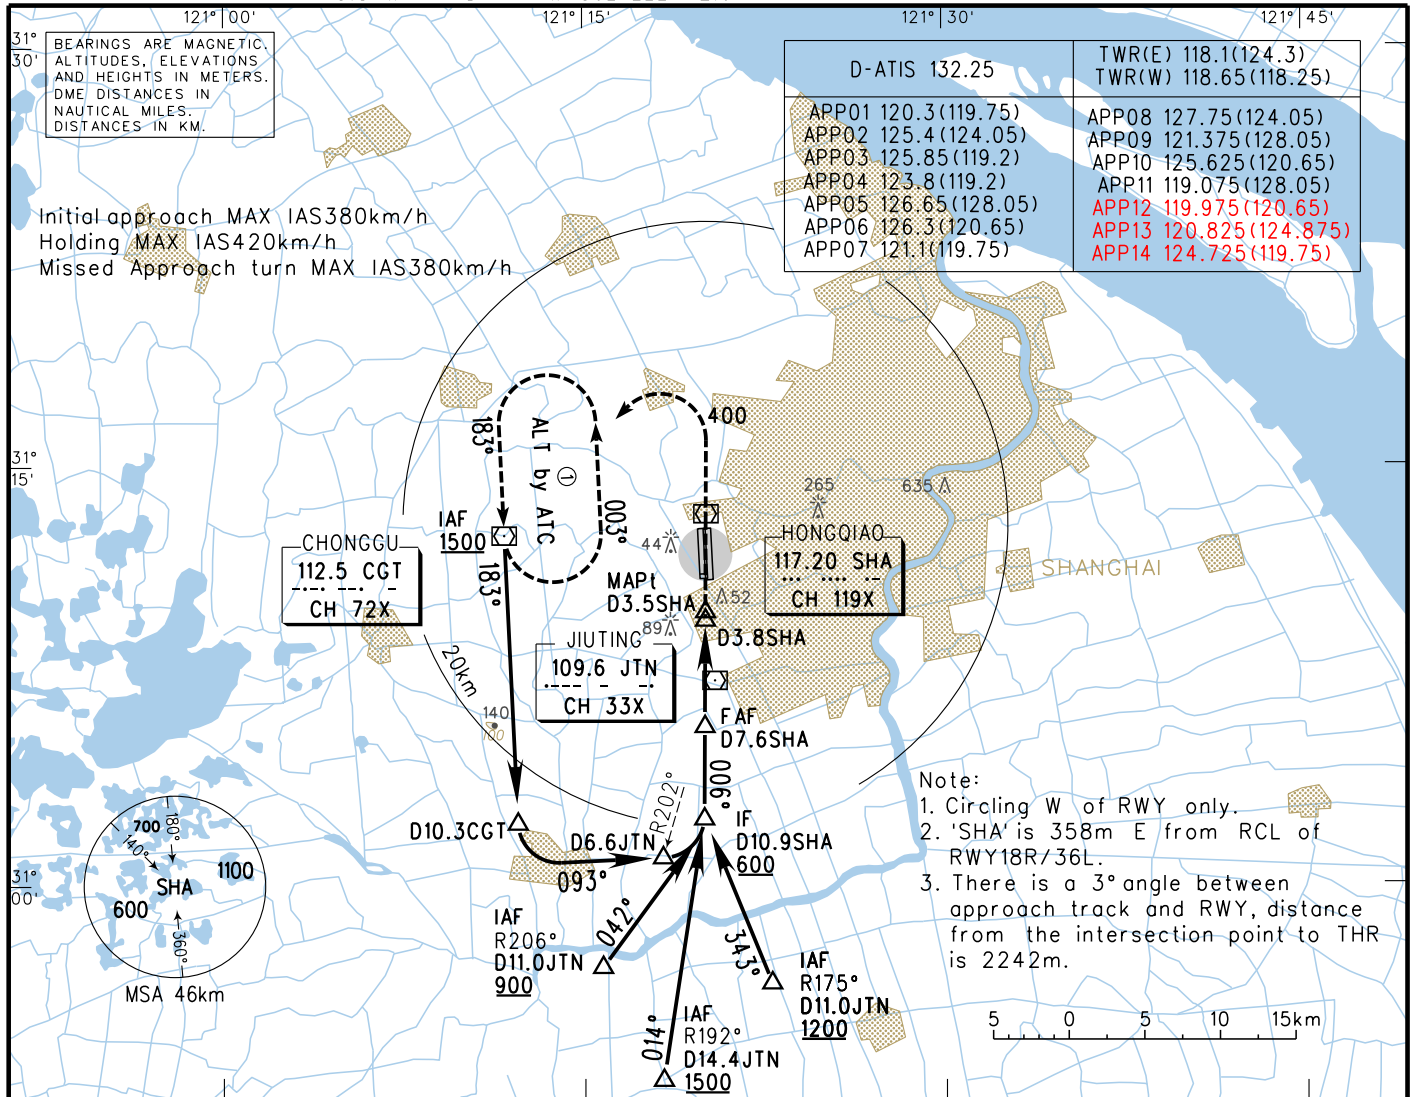 121° 00'
121° 15'
121° 30'
121° 45'
31°
30'
BEARINGS ARE MAGNETIC.
ALTITUDES, ELEVATIONS
AND HEIGHTS IN METERS.
DME DISTANCES IN
NAUTICAL MILES.
DISTANCES IN KM.
D-ATIS 132.25
TWR(E) 118.1(124.3)
TWR(W) 118.65(118.25)
APP01 120.3(119.75)
APP02 125.4(124.05)
APP03 125.85(119.2)
APP04 123.8(119.2)
APP05 126.65(128.05)
APP06 126.3(120.65)
APP07 121.1(119.75)
APP08 127.75(124.05)
APP09 121.375(128.05)
APP10 125.625(120.65)
APP11 119.075(128.05)
APP12 119.975(120.65)
APP13 120.825(124.875)
APP14 124.725(119.75)
Initial approach MAX IAS380km/h
Holding MAX IAS420km/h
Missed Approach turn MAX IAS380km/h
400
183°
ALT by ATC
①
003°
31°
15'
265
635
IAF
1500
CHONGGU
112.5 CGT
CH 72X
183°
44
HONGQIAO
117.20 SHA
CH 119X
SHANGHAI
MAPt
D3.5SHA
52
89
D3.8SHA
JIUTING
109.6 JTN
CH 33X
20km
140
100
FAF
D7.6SHA
006°
R202°
IF
D10.9SHA
600
D10.3CGT
D6.6JTN
093°
Note:
1. Circling W of RWY only.
2. 'SHA' is 358m E from RCL of
RWY18R/36L.
3. There is a 3° angle between
approach track and RWY, distance
from the intersection point to THR
is 2242m.
700
180°
140°
1100
SHA
600
360°
MSA 46km
31°
00'
IAF
R206°
D11.0JTN
900
042°
343°
IAF
R175°
D11.0JTN
1200
014°
IAF
R192°
D14.4JTN
1500
5 0 5 10 15km